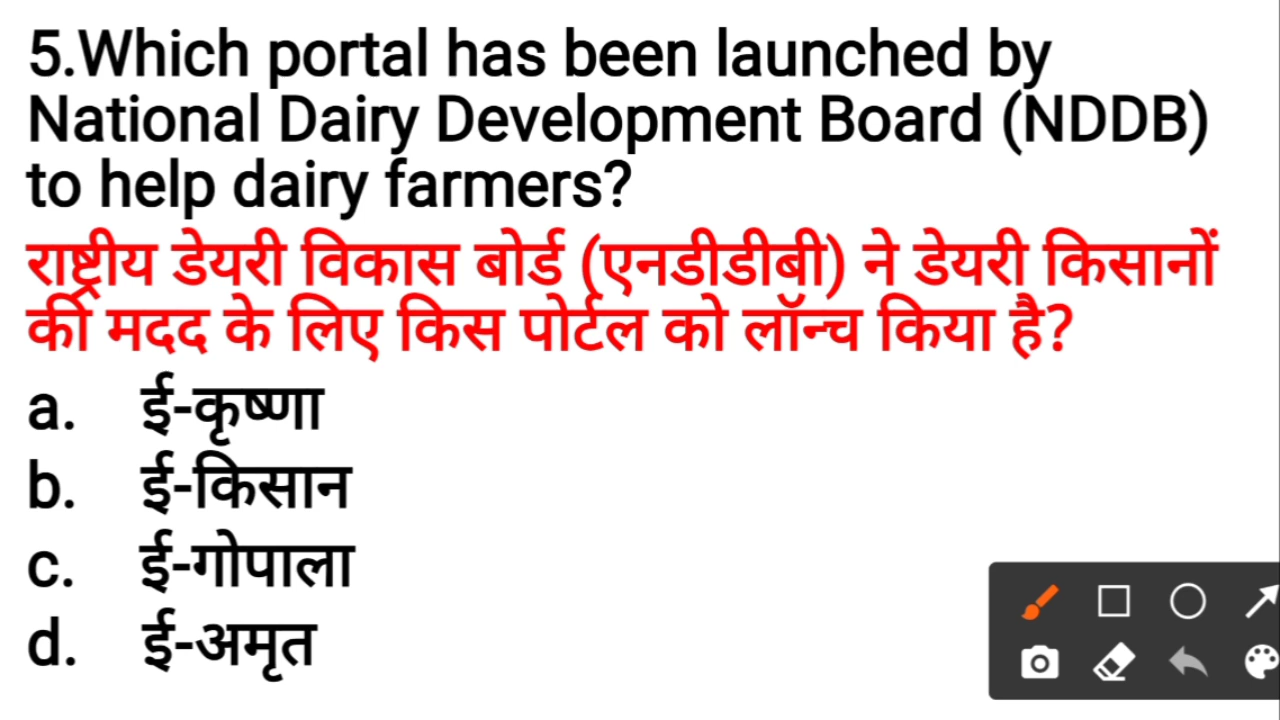 5.Which portal has been launched by
National Dairy Development Board (NDDB)
to help dairy farmers?
राष्ट्रीय डेयरी विकास बोर्ड (एनडीडीबी) ने डेयरी किसानों
की मदद के लिए किस पोर्टल को लॉन्च किया है?
a. ई-कृष्णा
b. ई-किसान
c. ई-गोपाला
d. ई-अमृत